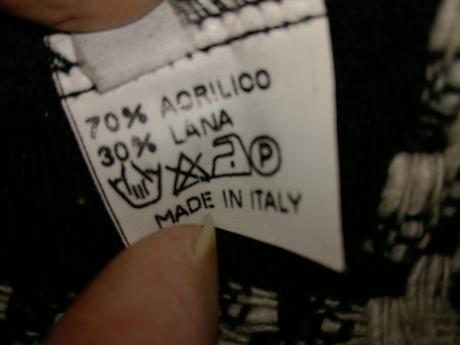 70% ACRILICO
30% LANA
P
MADE IN ITALY